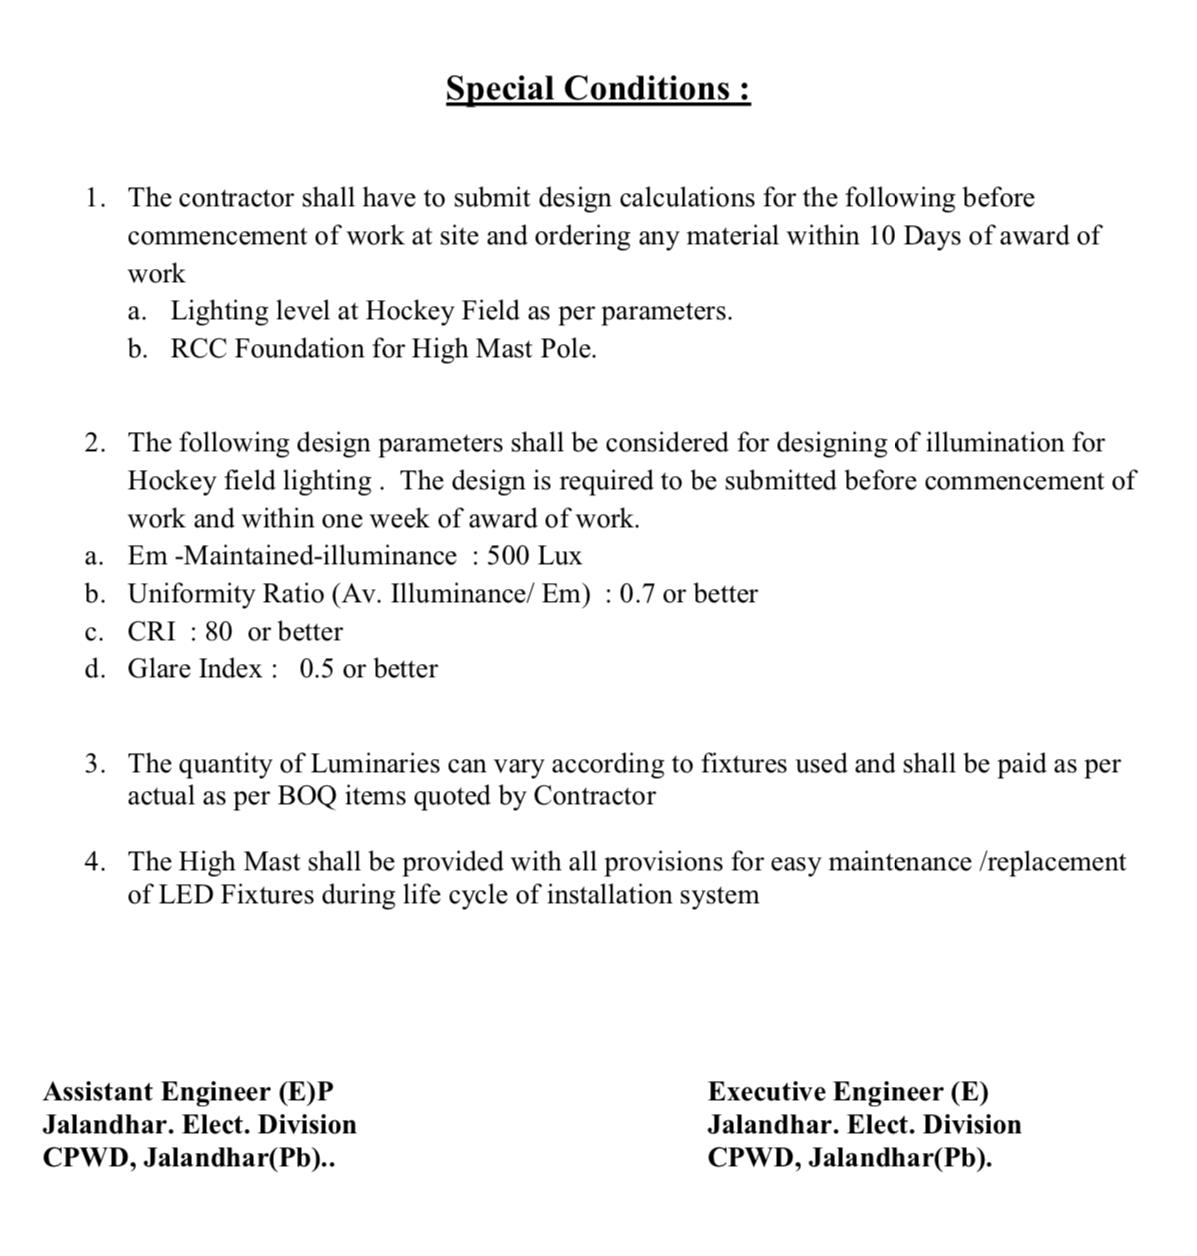 Special Conditions :
1. The contractor shall have to submit design calculations for the following before
commencement of work at site and ordering any material within 10 Days of award of
work
a. Lighting level at Hockey Field as per parameters.
b. RCC Foundation for High Mast Pole.
2. The following design parameters shall be considered for designing of illumination for
Hockey field lighting . The design is required to be submitted before commencement of
work and within one week of award of work.
a. Em -Maintained-illuminance : 500 Lux
b. Uniformity Ratio (Av. Illuminance/ Em) : 0.7 or better
c. CRI : 80 or better
d. Glare Index : 0.5 or better
3. The quantity of Luminaries can vary according to fixtures used and shall be paid as per
actual as per BOQ items quoted by Contractor
4. The High Mast shall be provided with all provisions for easy maintenance /replacement
of LED Fixtures during life cycle of installation system
Assistant Engineer (E)P
Jalandhar. Elect. Division
CPWD, Jalandhar(Pb)..
Executive Engineer (E)
Jalandhar. Elect. Division
CPWD, Jalandhar(Pb).